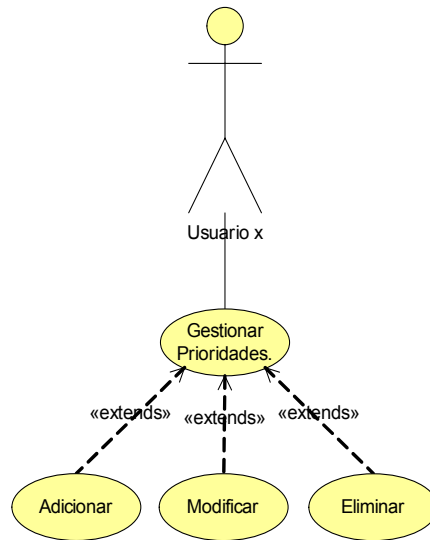 Usuario x
Gestionar
Prioridades.
«extends»
«extends»
«extends»
Adicionar
Modificar
Eliminar